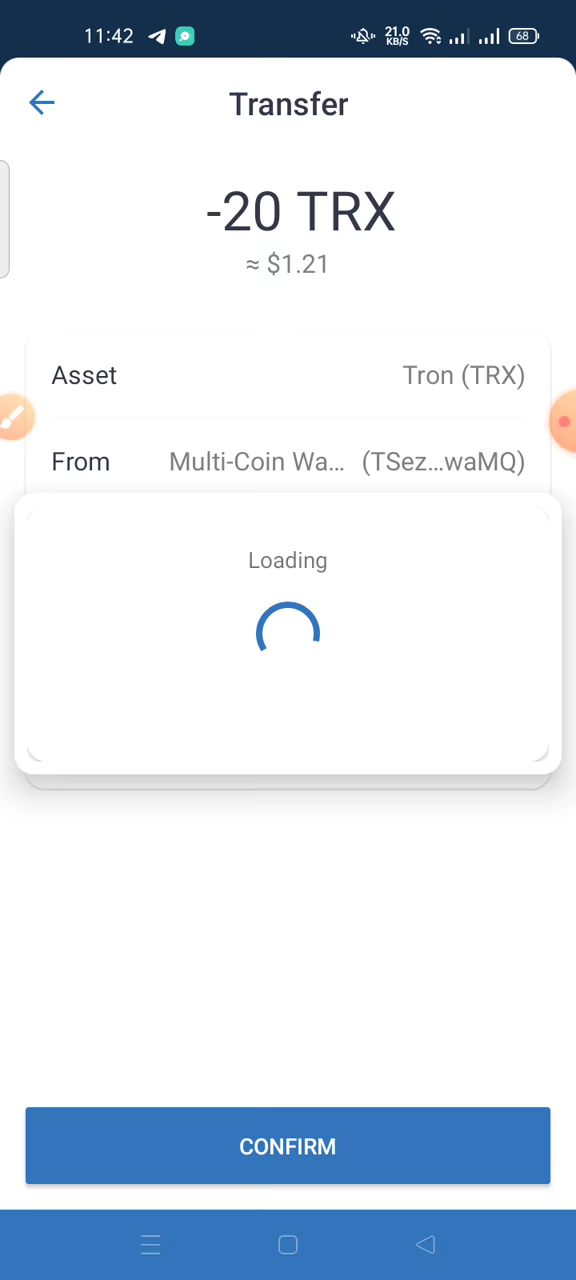 11:42 21.0 KB/S 68
Transfer
-20 TRX
≈ $1.21
Asset Tron (TRX)
From Multi-Coin Wa... (TSez...waMQ)
Loading
CONFIRM